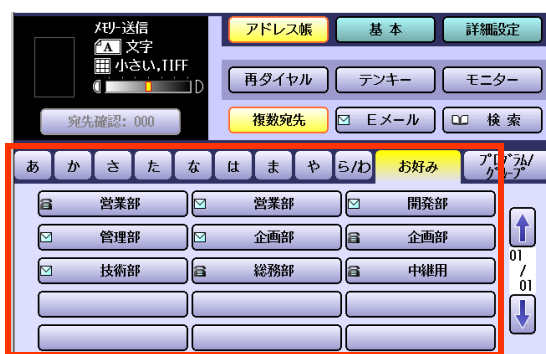 ﾒﾓﾘｰ送信
A 文字
小さい,TIFF
D
宛先確認: 000
アドレス帳
基 本
詳細設定
再ダイヤル
テンキー
モニター
複数宛先
Eメール
検 索
あ か さ た な は ま や ら/わ お好み ﾌﾟﾛｸﾞﾗﾑ/
ｸﾞﾙｰﾌﾟ
営業部 営業部 開発部
管理部 企画部 企画部
技術部 総務部 中継用
01
/
01